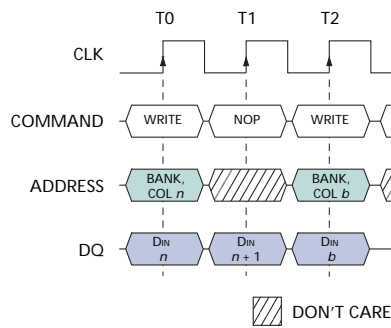 T0 T1 T2
CLK
COMMAND WRITE NOP WRITE
ADDRESS BANK, COL n BANK, COL b
DQ DIN n DIN n + 1 DIN b
DON'T CARE